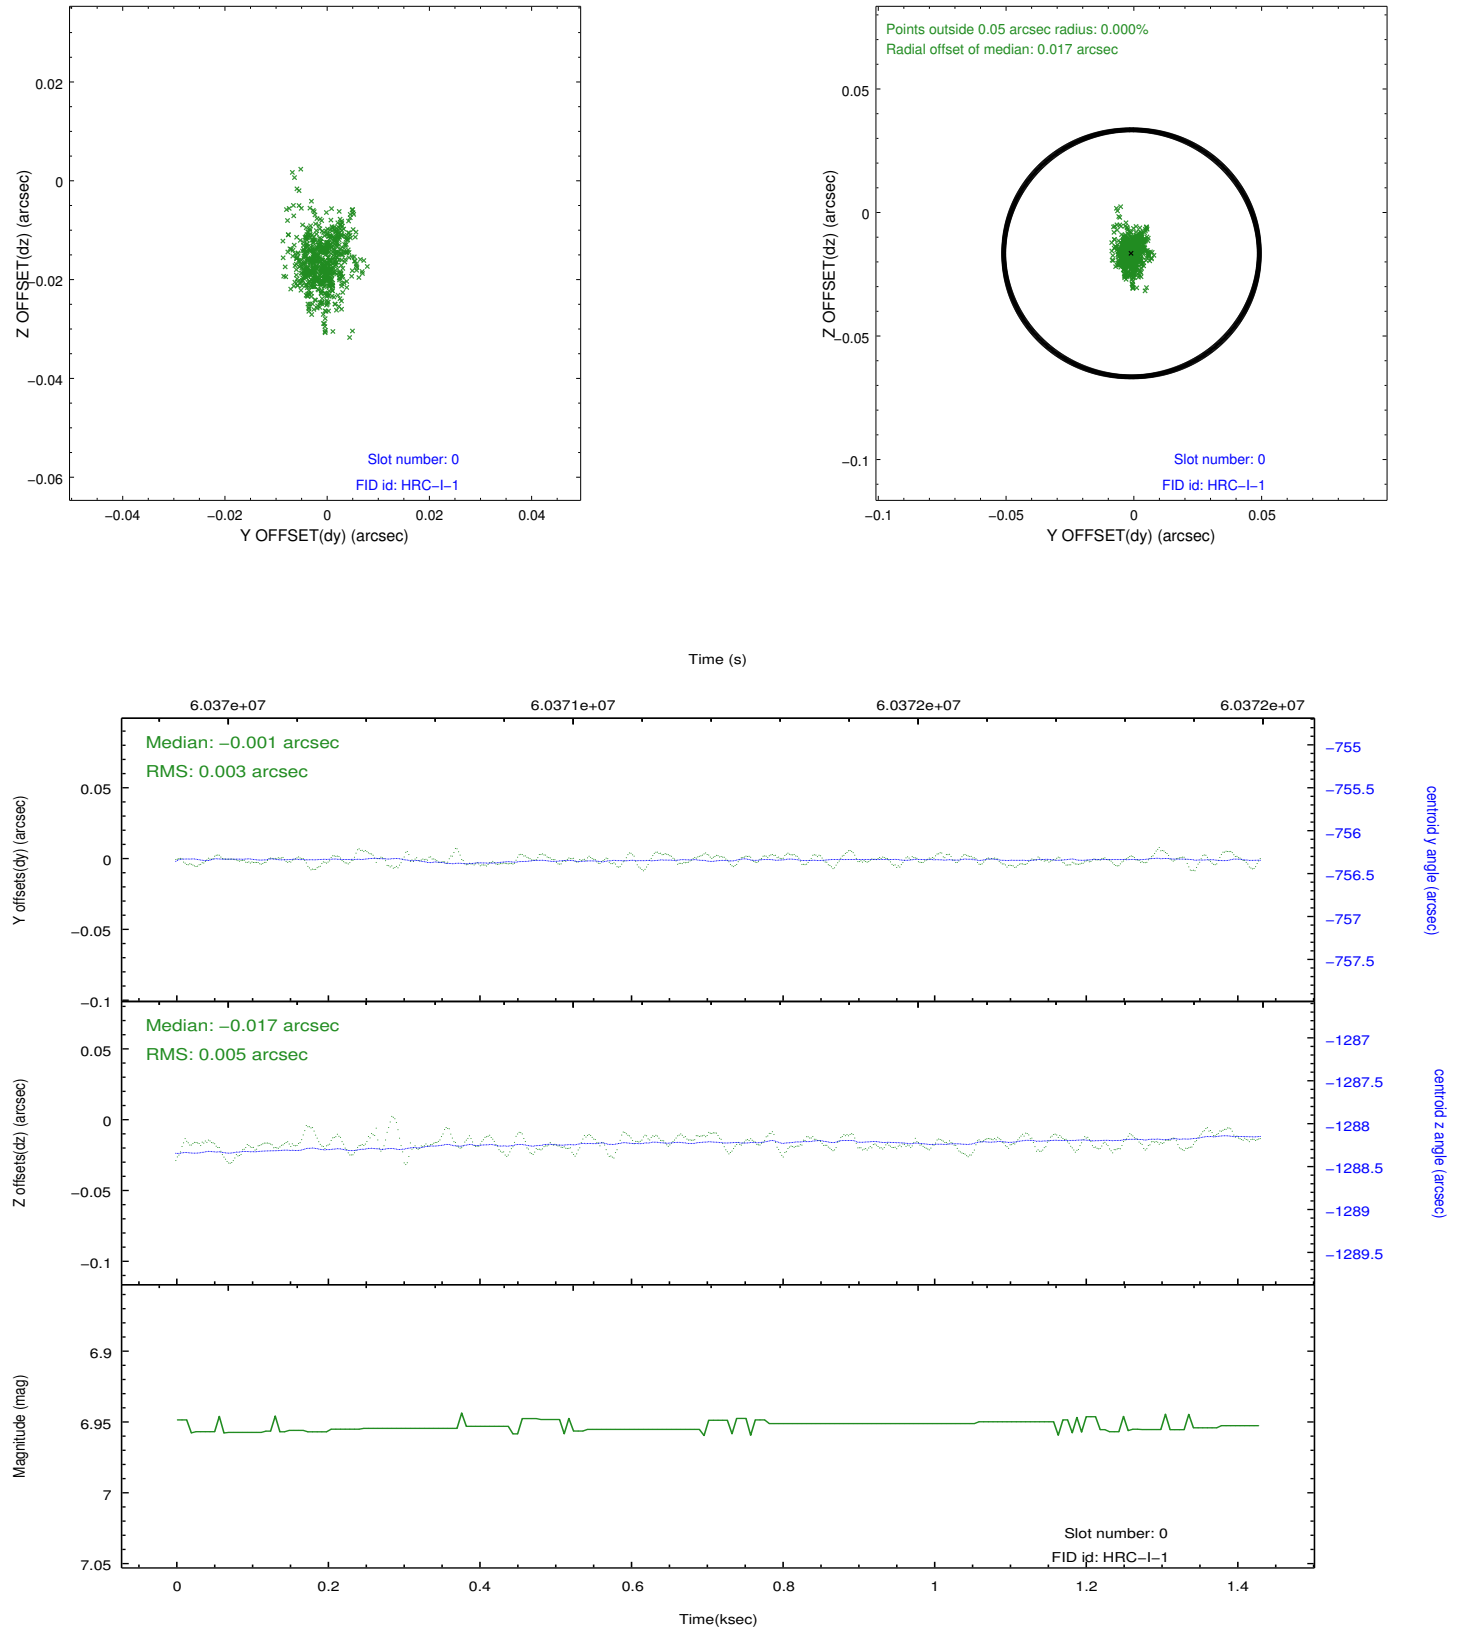 0.02
0
−0.02
−0.04
−0.06
Z OFFSET(dz) (arcsec)
Slot number: 0
FID id: HRC−I−1
−0.04 −0.02 0 0.02 0.04
Y OFFSET(dy) (arcsec)
Points outside 0.05 arcsec radius: 0.000%
Radial offset of median: 0.017 arcsec
0.05
0
−0.05
−0.1
Z OFFSET(dz) (arcsec)
Slot number: 0
FID id: HRC−I−1
−0.1 −0.05 0 0.05
Y OFFSET(dy) (arcsec)
Time (s)
6.037e+07 6.0371e+07 6.0372e+07 6.0372e+07
Median: −0.001 arcsec
RMS: 0.003 arcsec
0.05
0
−0.05
−0.1
Y offsets(dy) (arcsec)
−755
−755.5
−756
−756.5
−757
−757.5
centroid y angle (arcsec)
Median: −0.017 arcsec
RMS: 0.005 arcsec
0.05
0
−0.05
−0.1
Z offsets(dz) (arcsec)
−1287
−1287.5
−1288
−1288.5
−1289
−1289.5
centroid z angle (arcsec)
6.9
6.95
7
7.05
Magnitude (mag)
Slot number: 0
FID id: HRC−I−1
0 0.2 0.4 0.6 0.8 1 1.2 1.4
Time(ksec)